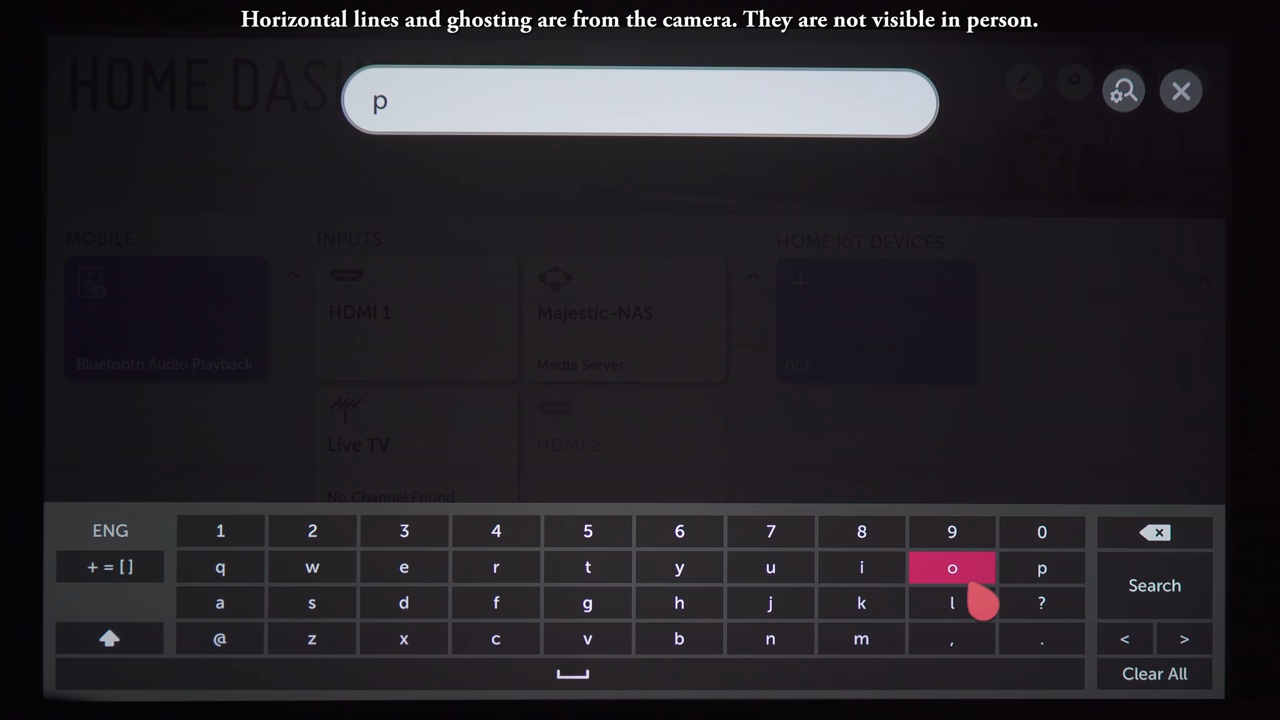 Horizontal lines and ghosting are from the camera. They are not visible in person.
HOME DAS
p
MOBILE
INPUTS
HOME IoT DEVICES
HDMI 1
Majestic-NAS
Bluetooth Audio Playback
Media Server
Live TV
HDMI 2
No Channel Found
ENG 1 2 3 4 5 6 7 8 9 0
+ = [ ] q w e r t y u i o p
Search
a s d f g h j k l ?
@ z x c v b n m , . < >
Clear All